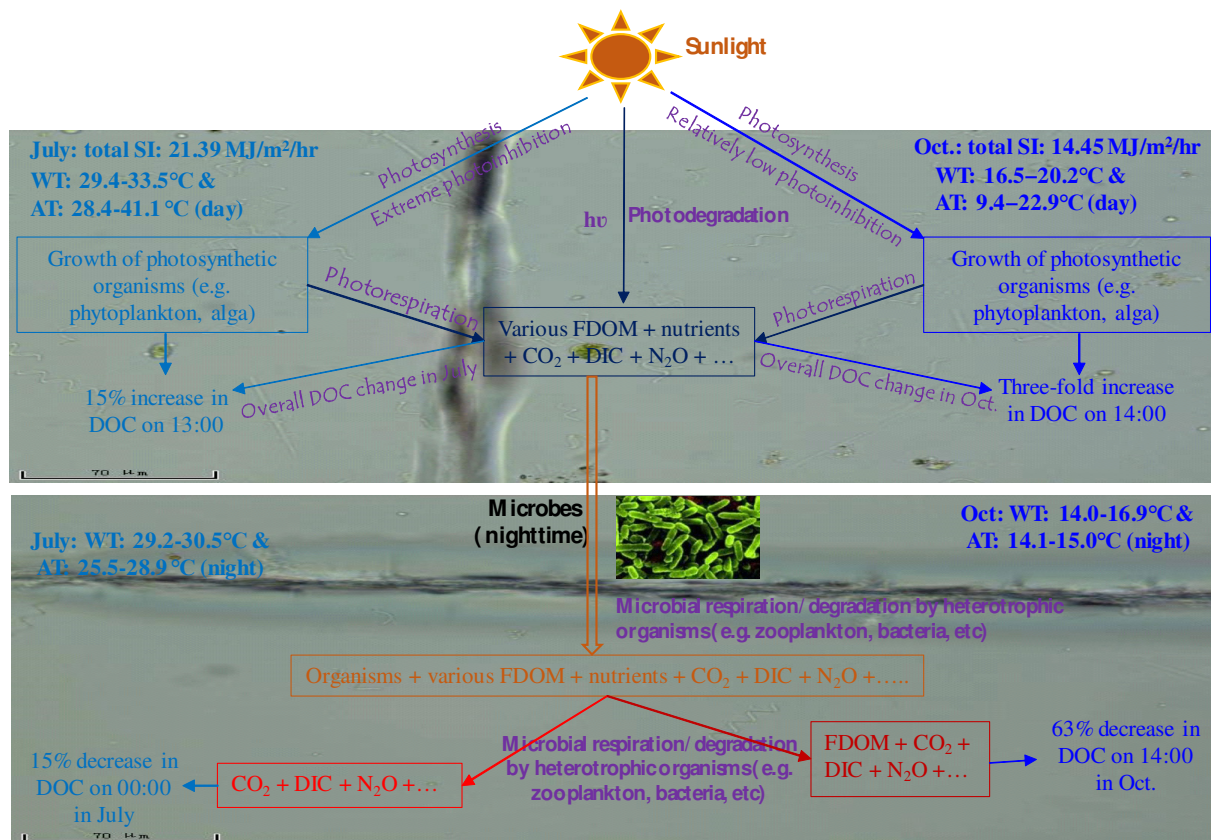 Sunlight
Photosynthesis
Extreme photoinhibition
Photosynthesis
Relatively low photoinhibition
July: total SI: 21.39 MJ/m²/hr
WT: 29.4-33.5°C &
AT: 28.4-41.1 °C (day)
Oct.: total SI: 14.45 MJ/m²/hr
WT: 16.5–20.2°C &
AT: 9.4–22.9°C (day)
hυ
Photodegradation
Growth of photosynthetic
organisms (e.g.
phytoplankton, alga)
Growth of photosynthetic
organisms (e.g.
phytoplankton, alga)
Photorespiration
Photorespiration
Various FDOM + nutrients
+ CO₂ + DIC + N₂O + …
Overall DOC change in July
Overall DOC change in Oct.
15% increase in
DOC on 13:00
Three-fold increase
in DOC on 14:00
70 µm
Microbes
(nighttime)
July: WT: 29.2-30.5°C &
AT: 25.5-28.9 °C (night)
Oct: WT: 14.0-16.9°C &
AT: 14.1-15.0°C (night)
Microbial respiration/degradation by heterotrophic
organisms(e.g. zooplankton, bacteria, etc)
Organisms + various FDOM + nutrients + CO₂ + DIC + N₂O +…..
Microbial respiration/degradation
by heterotrophic organisms(e.g.
zooplankton, bacteria, etc)
15% decrease in
DOC on 00:00
in July
CO₂ + DIC + N₂O +…
FDOM + CO₂ +
DIC + N₂O +…
63% decrease in
DOC on 14:00
in Oct.
70 µm